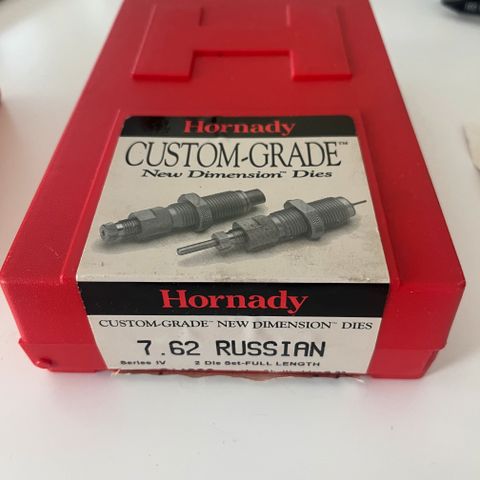 H
Hornady
CUSTOM-GRADE™
New Dimension™ Dies
Hornady
CUSTOM-GRADE™ NEW DIMENSION™ DIES
7.62 RUSSIAN
Series IV 2 Die Set-FULL LENGTH